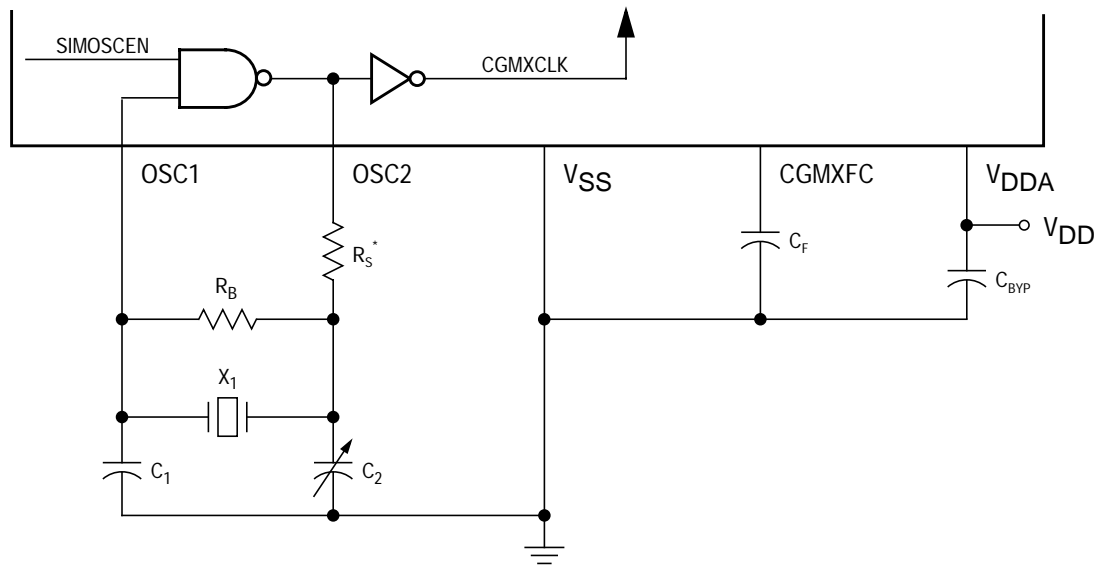 SIMOSCEN
CGMXCLK
OSC1
OSC2
VSS
CGMXFC
VDDA
VDD
RS*
CF
CBYP
RB
X1
C1
C2